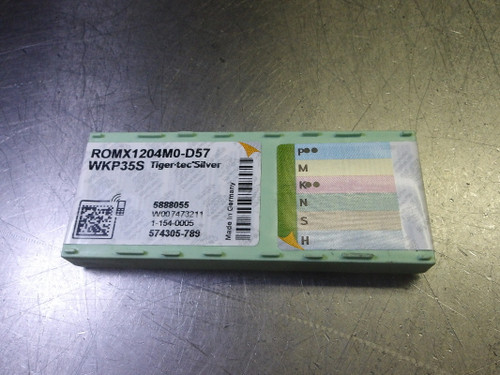 ROMX1204M0-D57
WKP35S Tiger·tec®Silver
5888055
W007473211
1-154-0005
574305-789
Made in Germany
P●●
M
K●●
N
S
H